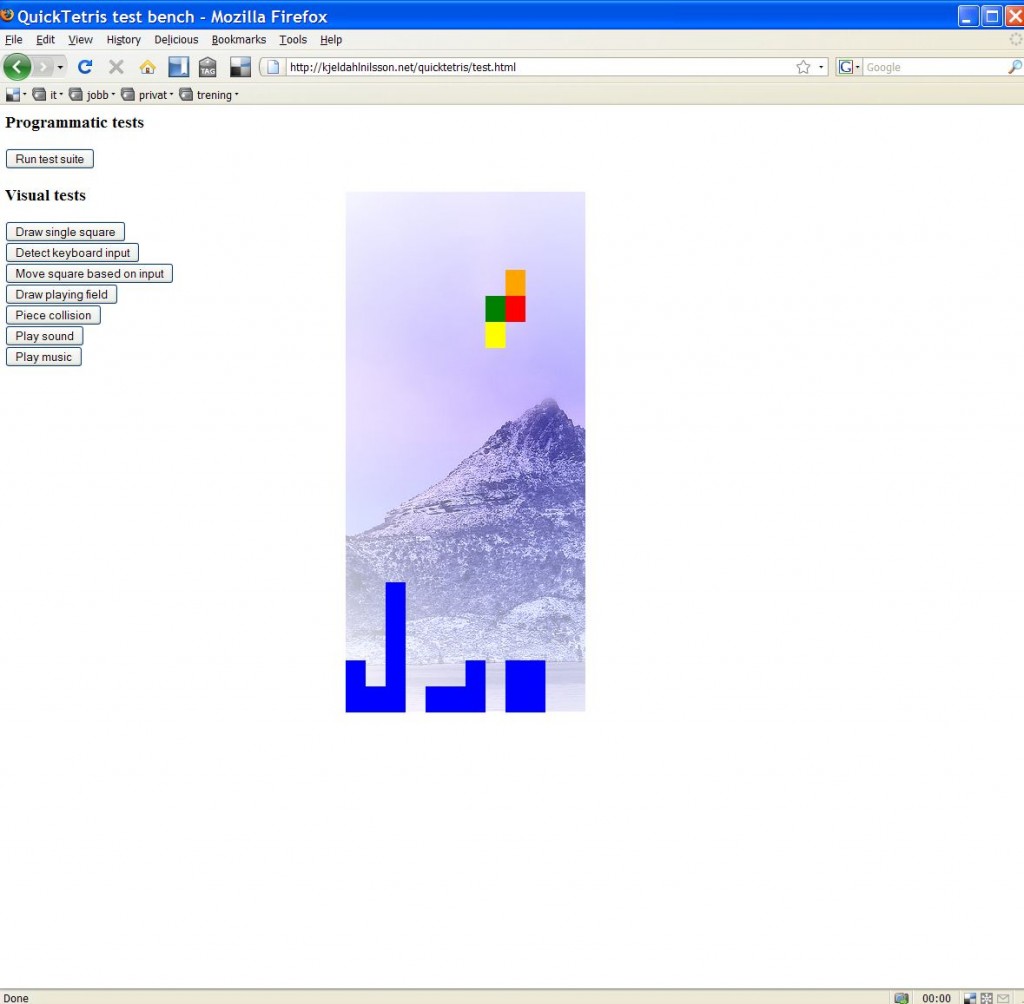 QuickTetris test bench - Mozilla Firefox
File Edit View History Delicious Bookmarks Tools Help
TAG http://kjeldahlnilsson.net/quicktetris/test.html G Google
it jobb privat trening
Programmatic tests
Run test suite
Visual tests
Draw single square
Detect keyboard input
Move square based on input
Draw playing field
Piece collision
Play sound
Play music
Done 00:00